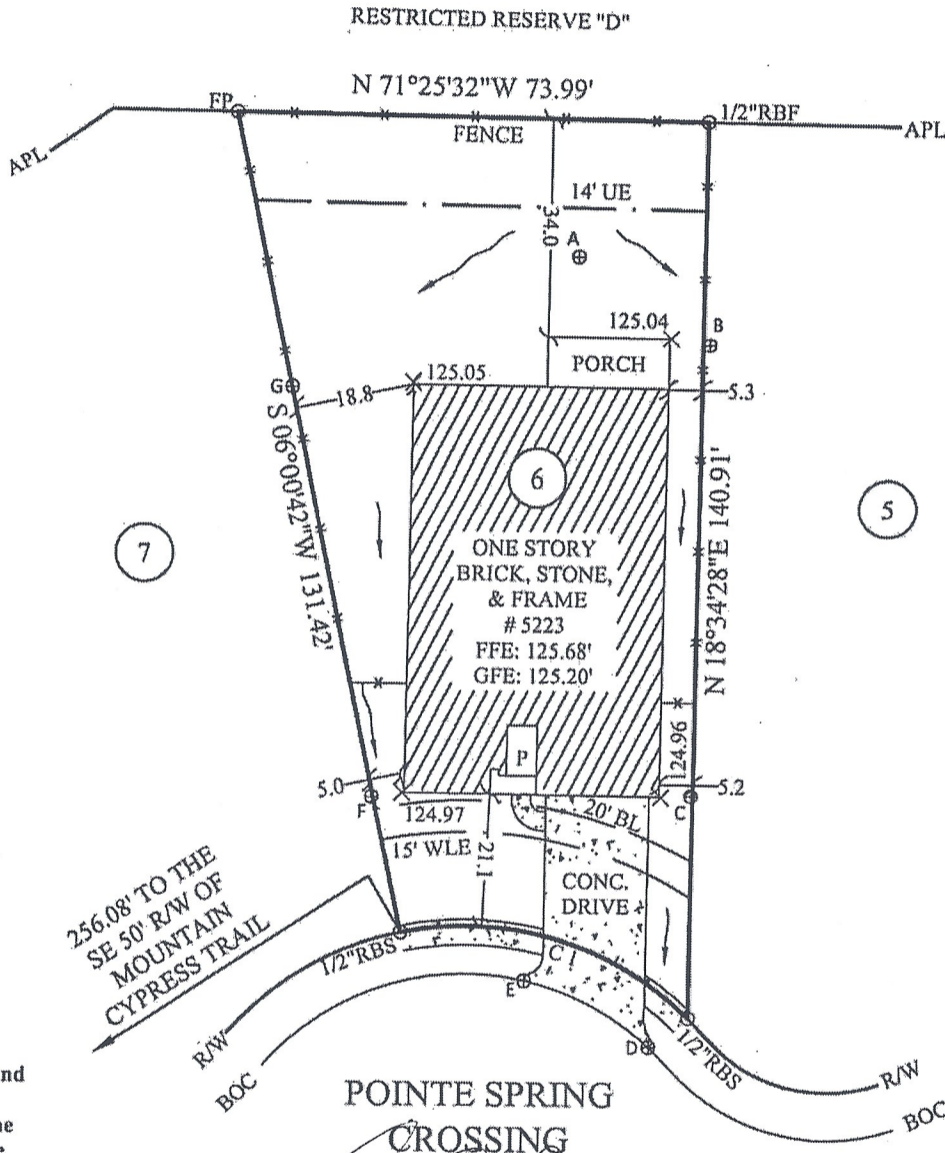 RESTRICTED RESERVE "D"
N 71°25'32"W 73.99'
FP
1/2"RBF
APL
APL
FENCE
14' UE
34.0
A
125.04
B
PORCH
125.05
G
18.8
5.3
S 06°00'42"W 131.42'
6
7
5
N 18°34'28"E 140.91'
ONE STORY
BRICK, STONE,
& FRAME
# 5223
FFE: 125.68'
GFE: 125.20'
P
124.96
5.0
5.2
F
124.97
20' BL
C
15' WLE
21.1
CONC.
DRIVE
256.08' TO THE
SE 50' R/W OF
MOUNTAIN
CYPRESS TRAIL
1/2"RBS
C1
E
D
1/2"RBS
R/W
R/W
BOC
BOC
nd
ne
POINTE SPRING
CROSSING